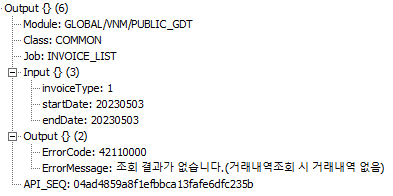 Output {} (6)
Module: GLOBAL/VNM/PUBLIC_GDT
Class: COMMON
Job: INVOICE_LIST
Input {} (3)
invoiceType: 1
startDate: 20230503
endDate: 20230503
Output {} (2)
ErrorCode: 42110000
ErrorMessage: 조회 결과가 없습니다.(거래내역조회 시 거래내역 없음)
API_SEQ: 04ad4859a8f1efbbca13fafe6dfc235b